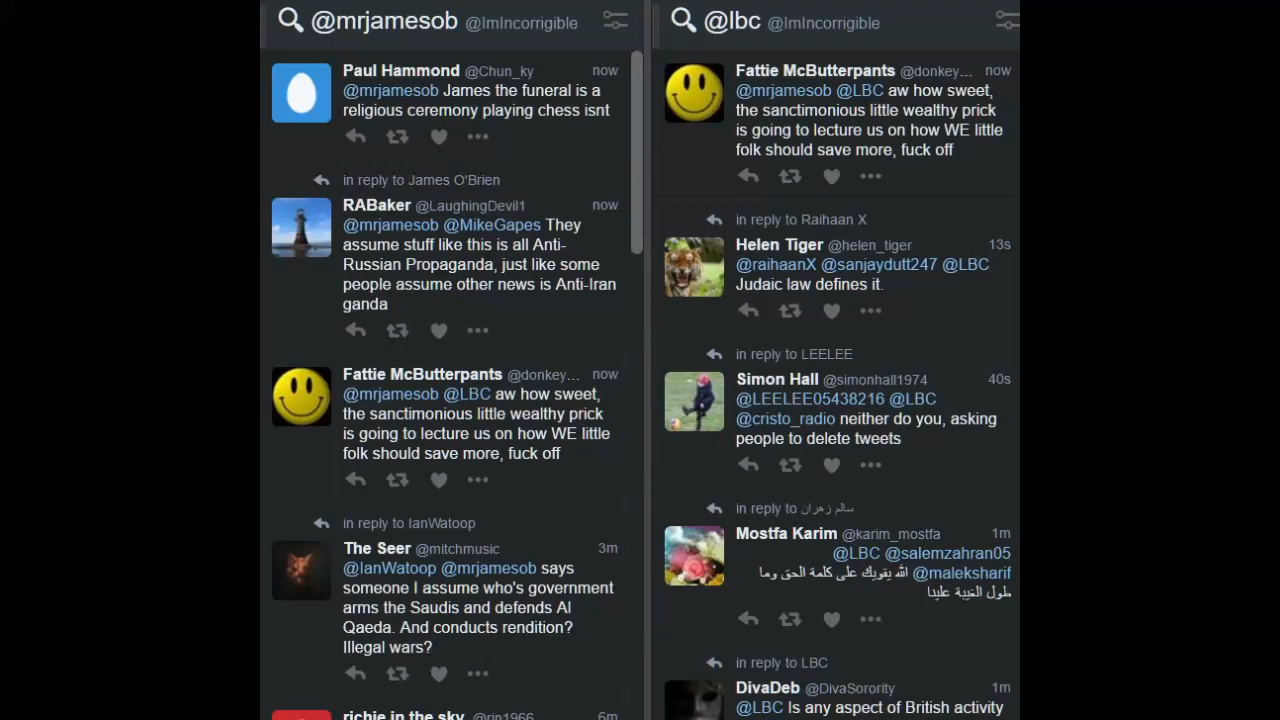 @mrjamesob @ImIncorrigible
Paul Hammond @Chun_ky now
@mrjamesob James the funeral is a
religious ceremony playing chess isnt
in reply to James O'Brien
RABaker @LaughingDevil1 now
@mrjamesob @MikeGapes They
assume stuff like this is all Anti-
Russian Propaganda, just like some
people assume other news is Anti-Iran
ganda
Fattie McButterpants @donkey... now
@mrjamesob @LBC aw how sweet,
the sanctimonious little wealthy prick
is going to lecture us on how WE little
folk should save more, fuck off
in reply to IanWatoop
The Seer @mitchmusic 3m
@IanWatoop @mrjamesob says
someone I assume who's government
arms the Saudis and defends Al
Qaeda. And conducts rendition?
Illegal wars?
richie in the sky @rip1966 6m
@lbc @ImIncorrigible
Fattie McButterpants @donkey... now
@mrjamesob @LBC aw how sweet,
the sanctimonious little wealthy prick
is going to lecture us on how WE little
folk should save more, fuck off
in reply to Raihaan X
Helen Tiger @helen_tiger 13s
@raihaanX @sanjaydutt247 @LBC
Judaic law defines it.
in reply to LEELEE
Simon Hall @simonhall1974 40s
@LEELEE05438216 @LBC
@cristo_radio neither do you, asking
people to delete tweets
in reply to سالم زهران
Mostfa Karim @karim_mostfa 1m
@LBC @salemzahran05
@maleksharif الله يقويك على كلمة الحق وما
طول الغيبة علينا
in reply to LBC
DivaDeb @DivaSorority 1m
@LBC Is any aspect of British activity